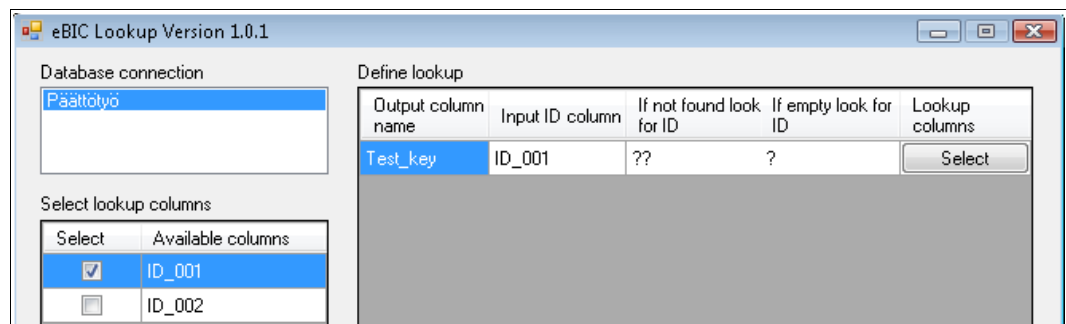 eBIC Lookup Version 1.0.1
Database connection
Päättötyö
Select lookup columns
Select Available columns
ID_001
ID_002
Define lookup
Output column name Input ID column If not found look for ID If empty look for ID Lookup columns
Test_key ID_001 ?? ? Select